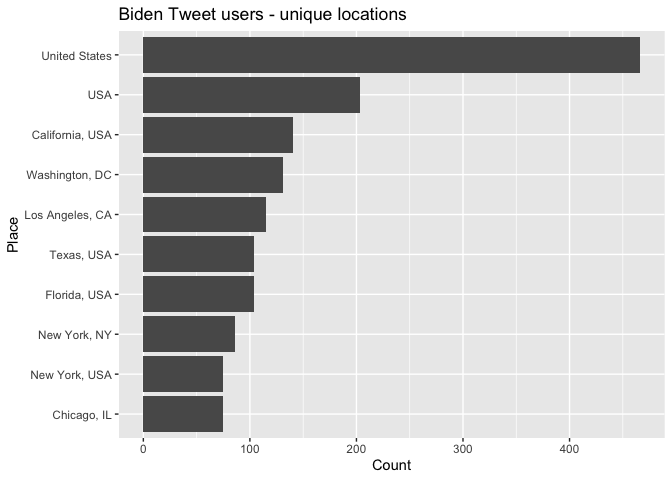 Biden Tweet users - unique locations
Place
United States
USA
California, USA
Washington, DC
Los Angeles, CA
Texas, USA
Florida, USA
New York, NY
New York, USA
Chicago, IL
0 100 200 300 400
Count